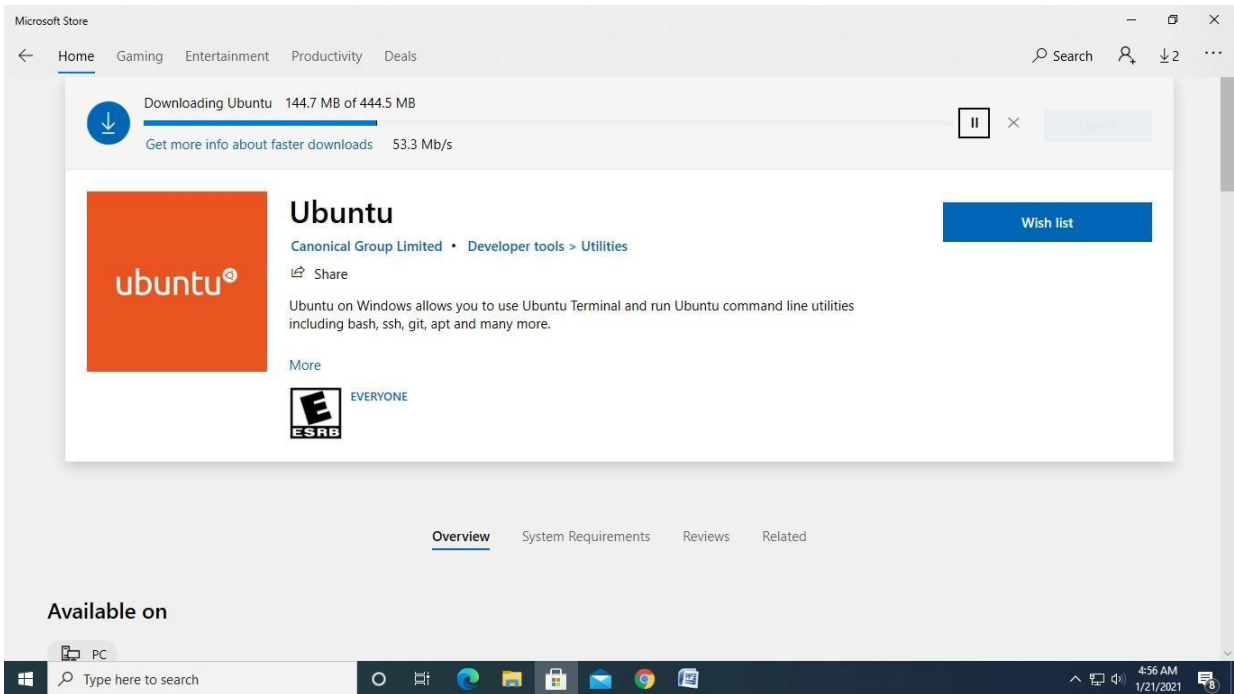 Microsoft Store
Home Gaming Entertainment Productivity Deals Search 2
Downloading Ubuntu 144.7 MB of 444.5 MB
Get more info about faster downloads 53.3 Mb/s
Ubuntu
Wish list
Canonical Group Limited • Developer tools > Utilities
ubuntu
Share
Ubuntu on Windows allows you to use Ubuntu Terminal and run Ubuntu command line utilities
including bash, ssh, git, apt and many more.
More
E
EVERYONE
ESRB
Overview System Requirements Reviews Related
Available on
PC
Type here to search
4:56 AM
1/21/2021
8